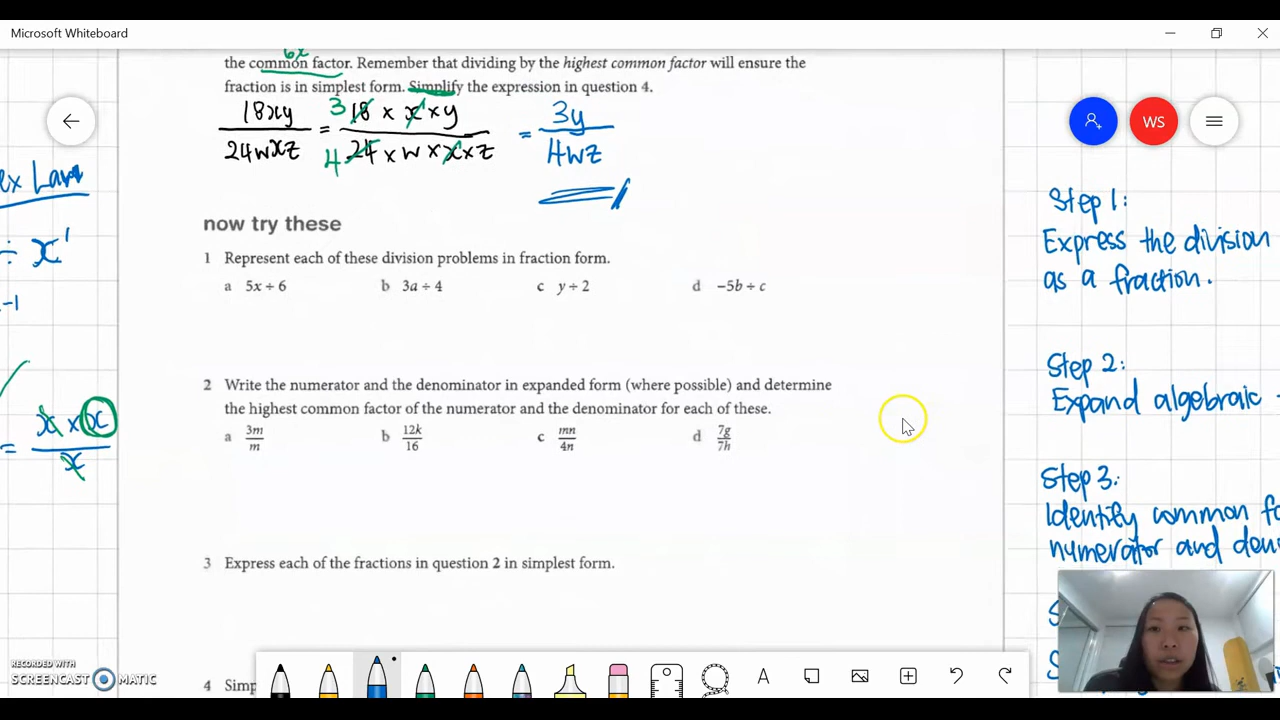 Microsoft Whiteboard
6x
the common factor. Remember that dividing by the highest common factor will ensure the
fraction is in simplest form. Simplify the expression in question 4.
18xy / 24wxz = 3 18 × x × y / 4 24 × w × x × z = 3y / 4wz
ex Law
÷ x¹
-1
= x × x / x
now try these
1 Represent each of these division problems in fraction form.
a 5x ÷ 6 b 3a ÷ 4 c y ÷ 2 d −5b ÷ c
2 Write the numerator and the denominator in expanded form (where possible) and determine
the highest common factor of the numerator and the denominator for each of these.
a 3m/m b 12k/16 c mn/4n d 7g/7h
3 Express each of the fractions in question 2 in simplest form.
4 Simp
WS
Step 1:
Express the division
as a fraction.
Step 2:
Expand algebraic
Step 3:
Identify common fa
numerator and den
RECORDED WITH
SCREENCAST MATIC
A